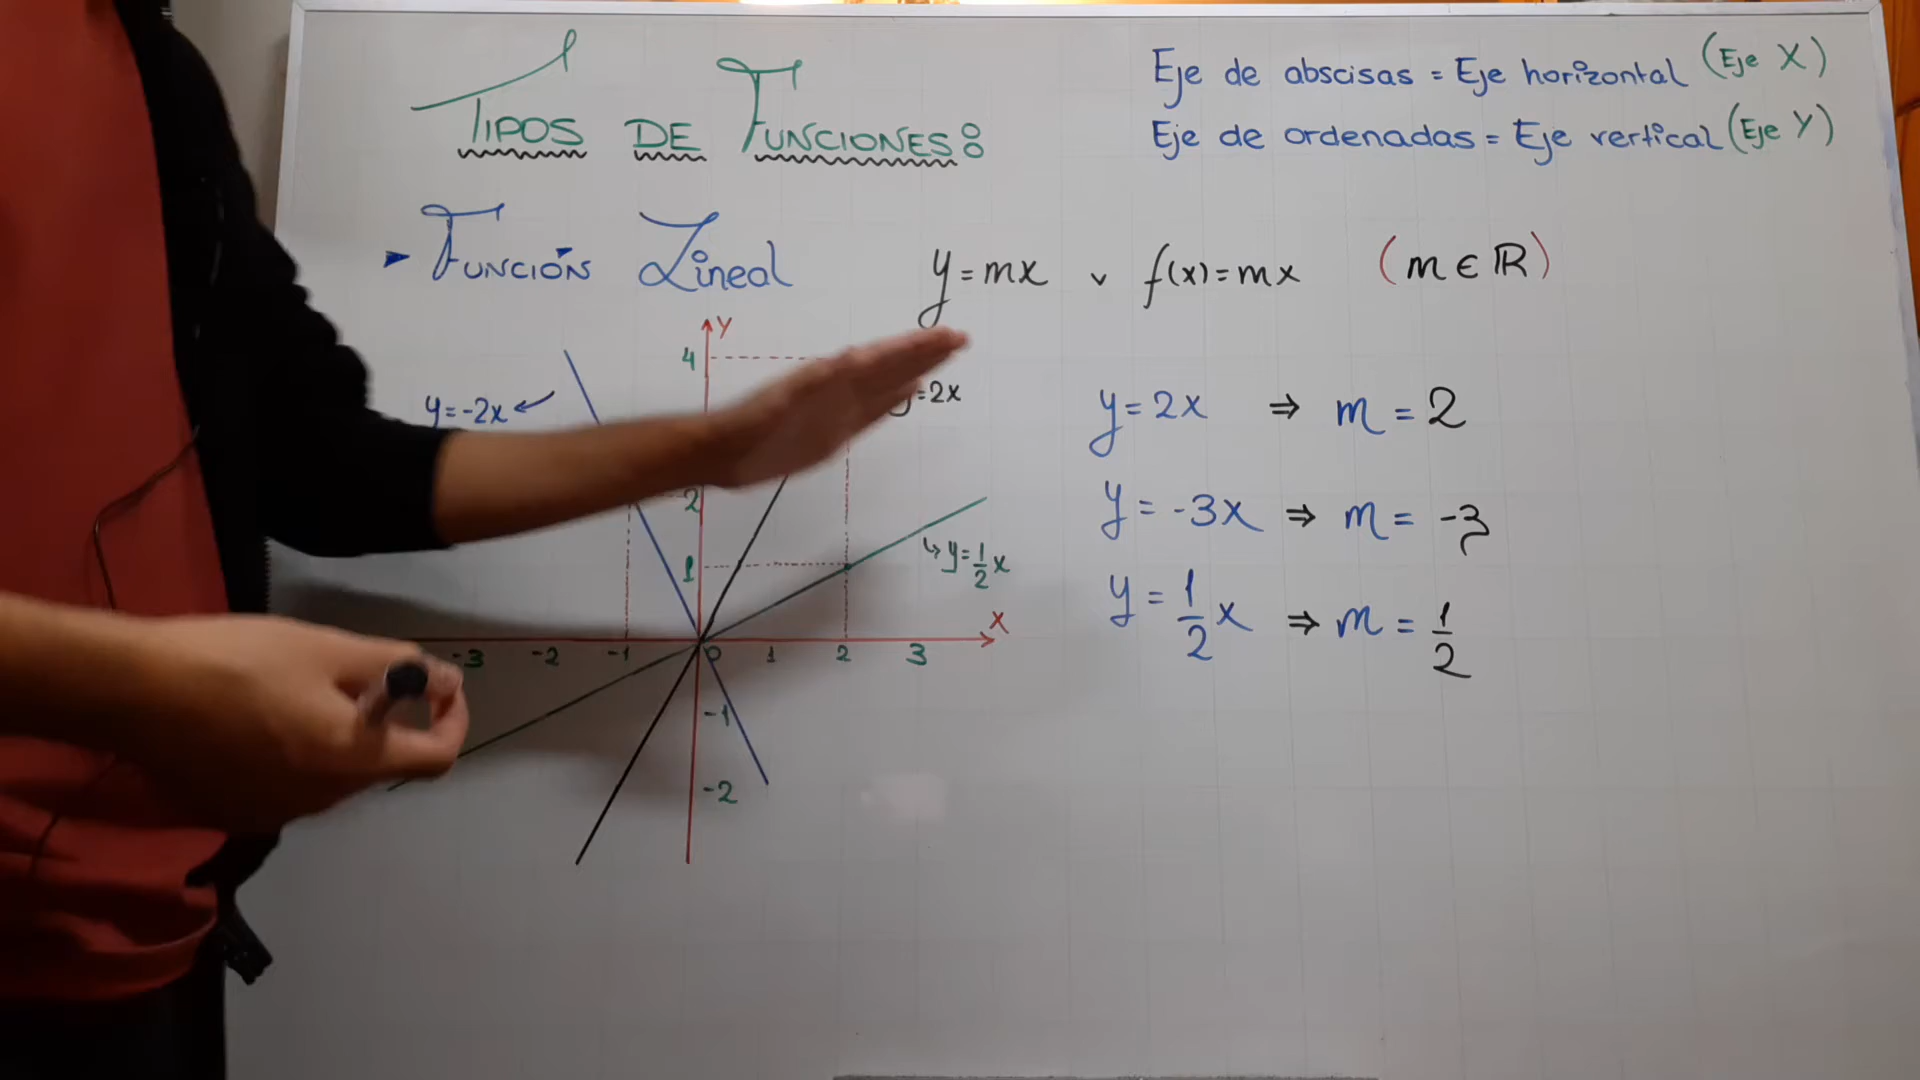 TIPOS DE FUNCIONES:
Eje de abscisas = Eje horizontal (Eje X)
Eje de ordenadas = Eje vertical (Eje Y)
► FUNCIÓN Lineal
y=mx v f(x)=mx (m ∈ ℝ)
y=2x ⇒ m = 2
y = -3x ⇒ m = -3
y = 1/2 x ⇒ m = 1/2
Y
4
y=-2x
y=2x
2
1
↳ y=1/2 x
X
-3 -2 -1 0 1 2 3
-1
-2